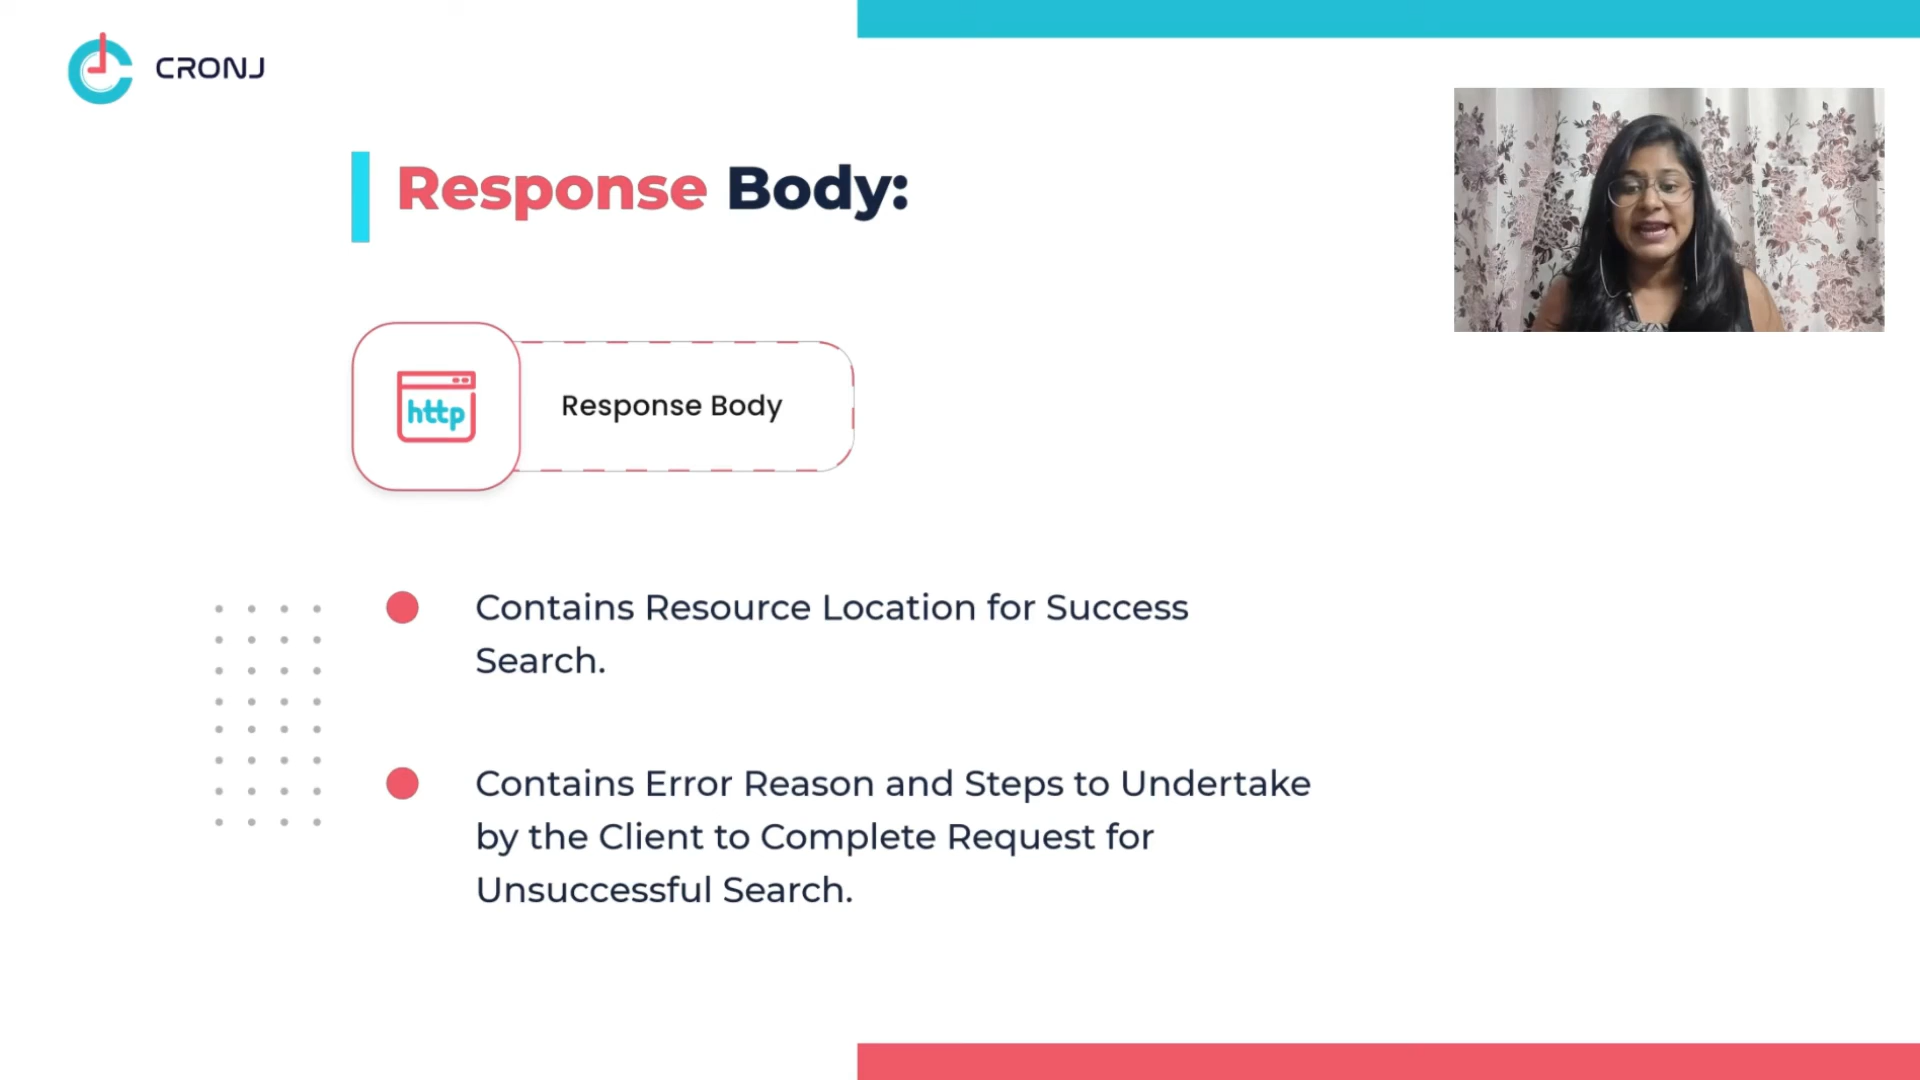 CRONJ
Response Body:
http
Response Body
Contains Resource Location for Success
Search.
Contains Error Reason and Steps to Undertake
by the Client to Complete Request for
Unsuccessful Search.